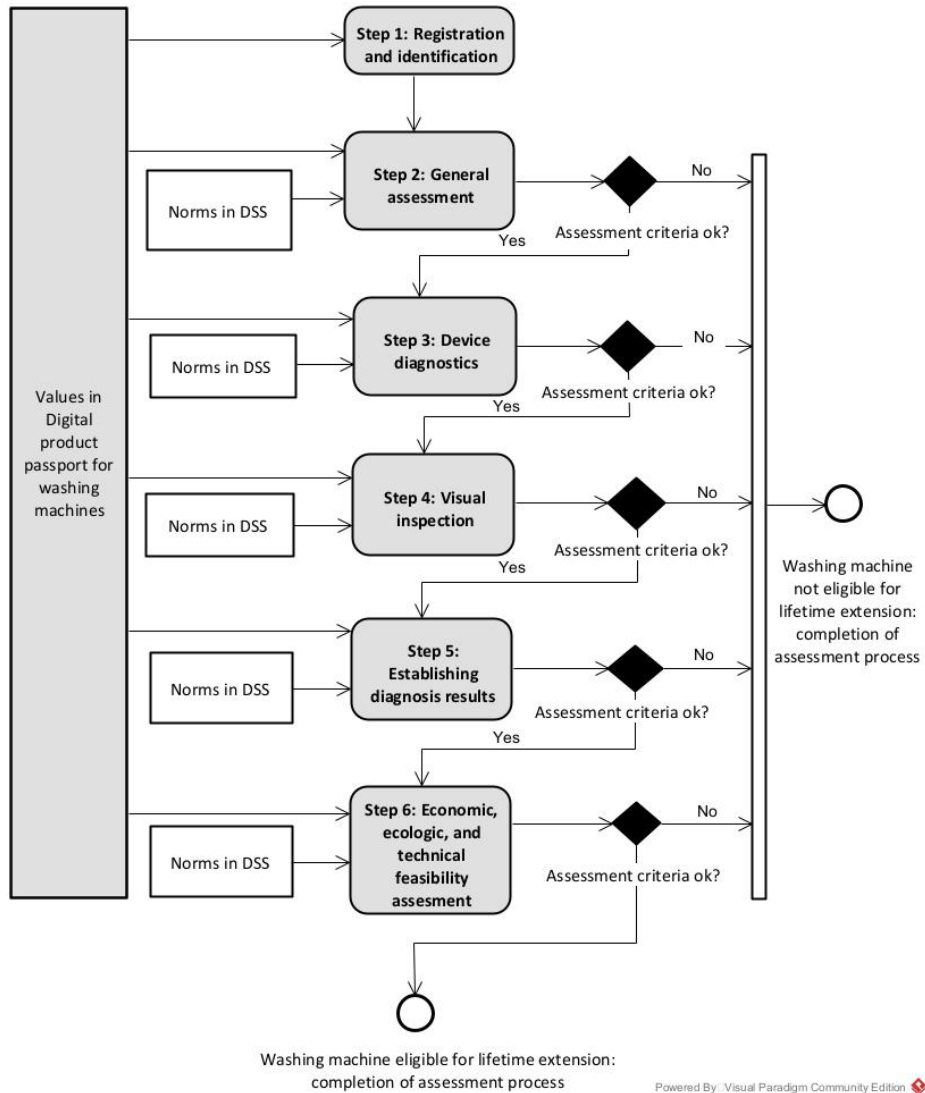 Step 1: Registration
and identification
Step 2: General
assessment
No
Norms in DSS
Assessment criteria ok?
Yes
Step 3: Device
diagnostics
No
Norms in DSS
Assessment criteria ok?
Yes
Values in
Digital
product
passport for
washing
machines
Step 4: Visual
inspection
No
Norms in DSS
Assessment criteria ok?
Yes
Washing machine
not eligible for
lifetime extension:
completion of
assessment process
Step 5:
Establishing
diagnosis results
No
Norms in DSS
Assessment criteria ok?
Yes
Step 6: Economic,
ecologic, and
technical
feasibility
assesment
No
Norms in DSS
Assessment criteria ok?
Washing machine eligible for lifetime extension:
completion of assessment process
Powered By Visual Paradigm Community Edition